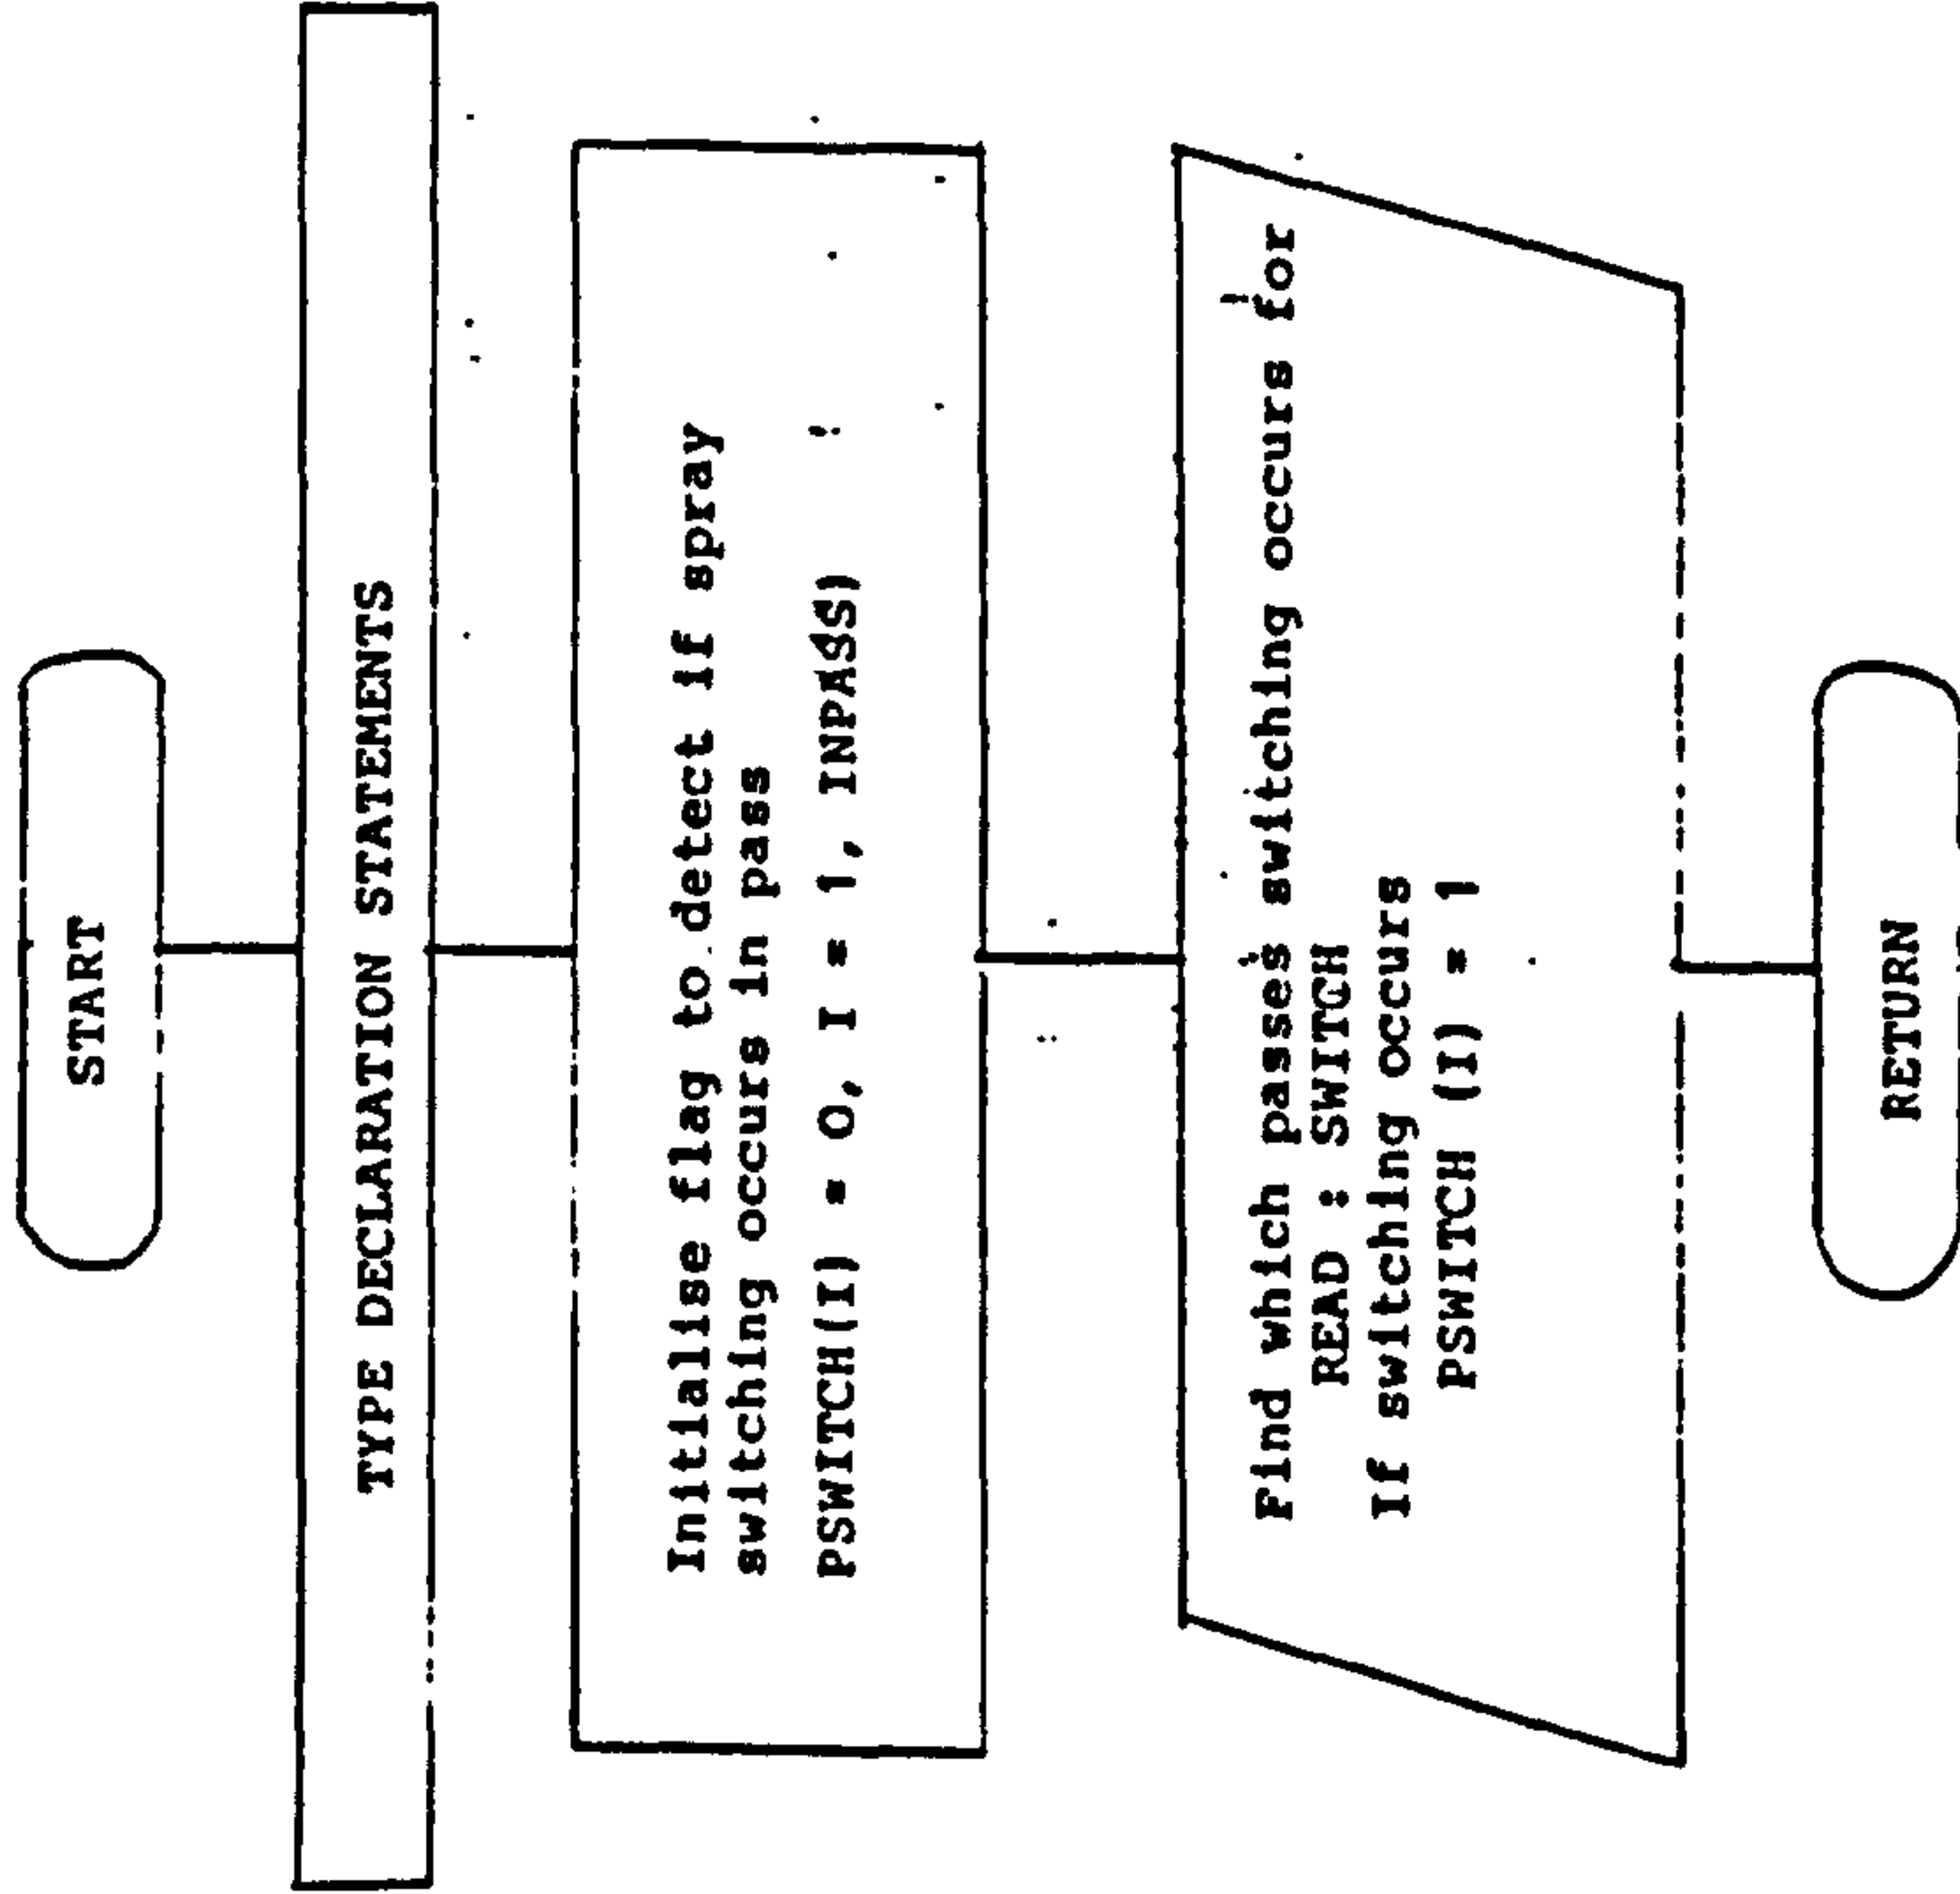 START
TYPE DECLARATION STATEMENTS
Initialise flag to detect if spray
switching occurs in pass
PSWITCH(I) = O, I = 1, INPASS)
Find which passes switching occurs for
READ : SWITCH
If switching occurs
PSWITCH (I) = 1
RETURN